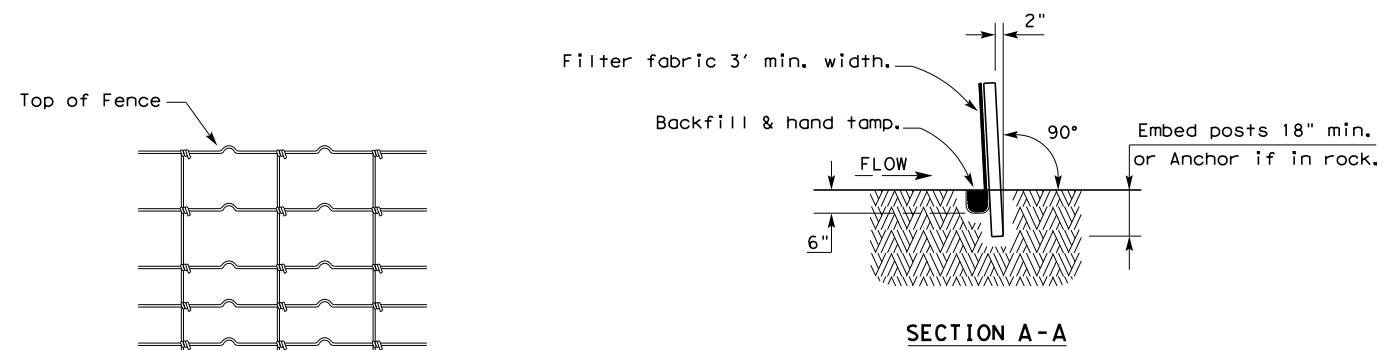 2"
Filter fabric 3' min. width.
Top of Fence
Backfill & hand tamp.
90°
Embed posts 18" min.
or Anchor if in rock.
FLOW
6"
SECTION A-A